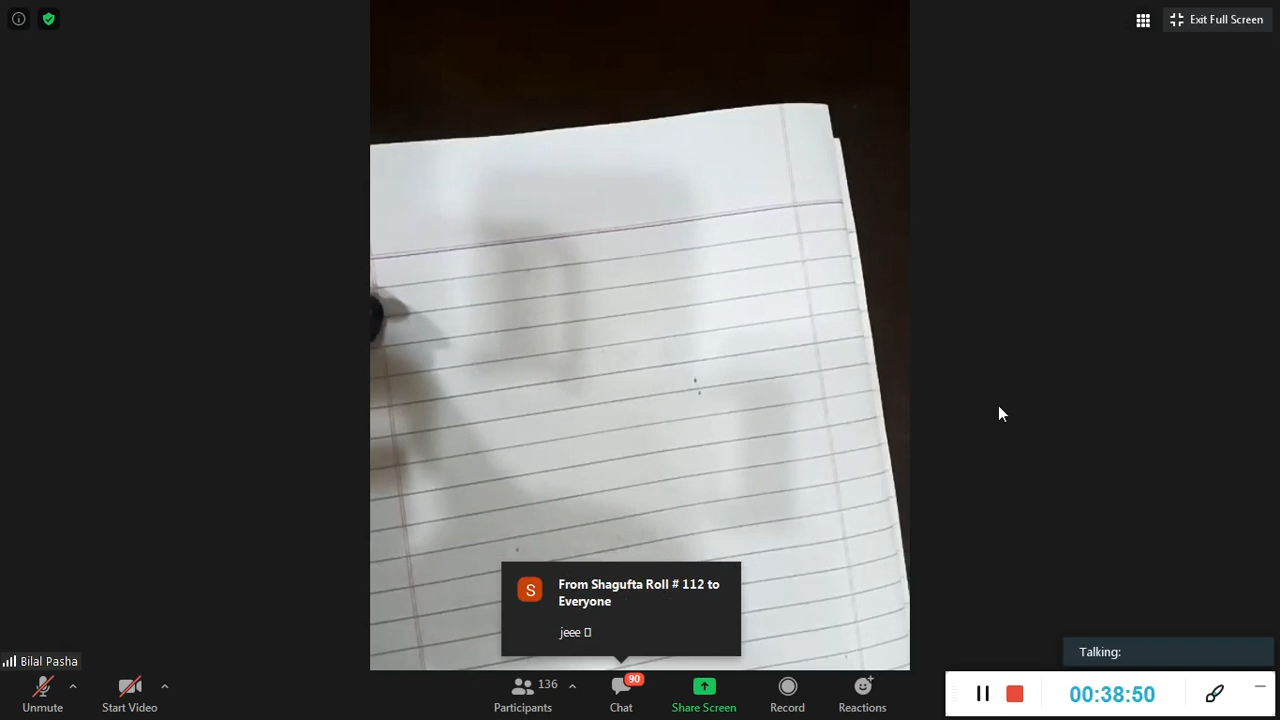 Exit Full Screen
From Shagufta Roll # 112 to
Everyone
jeee
Bilal Pasha
Talking:
Unmute
Start Video
136
Participants
90
Chat
Share Screen
Record
Reactions
00:38:50